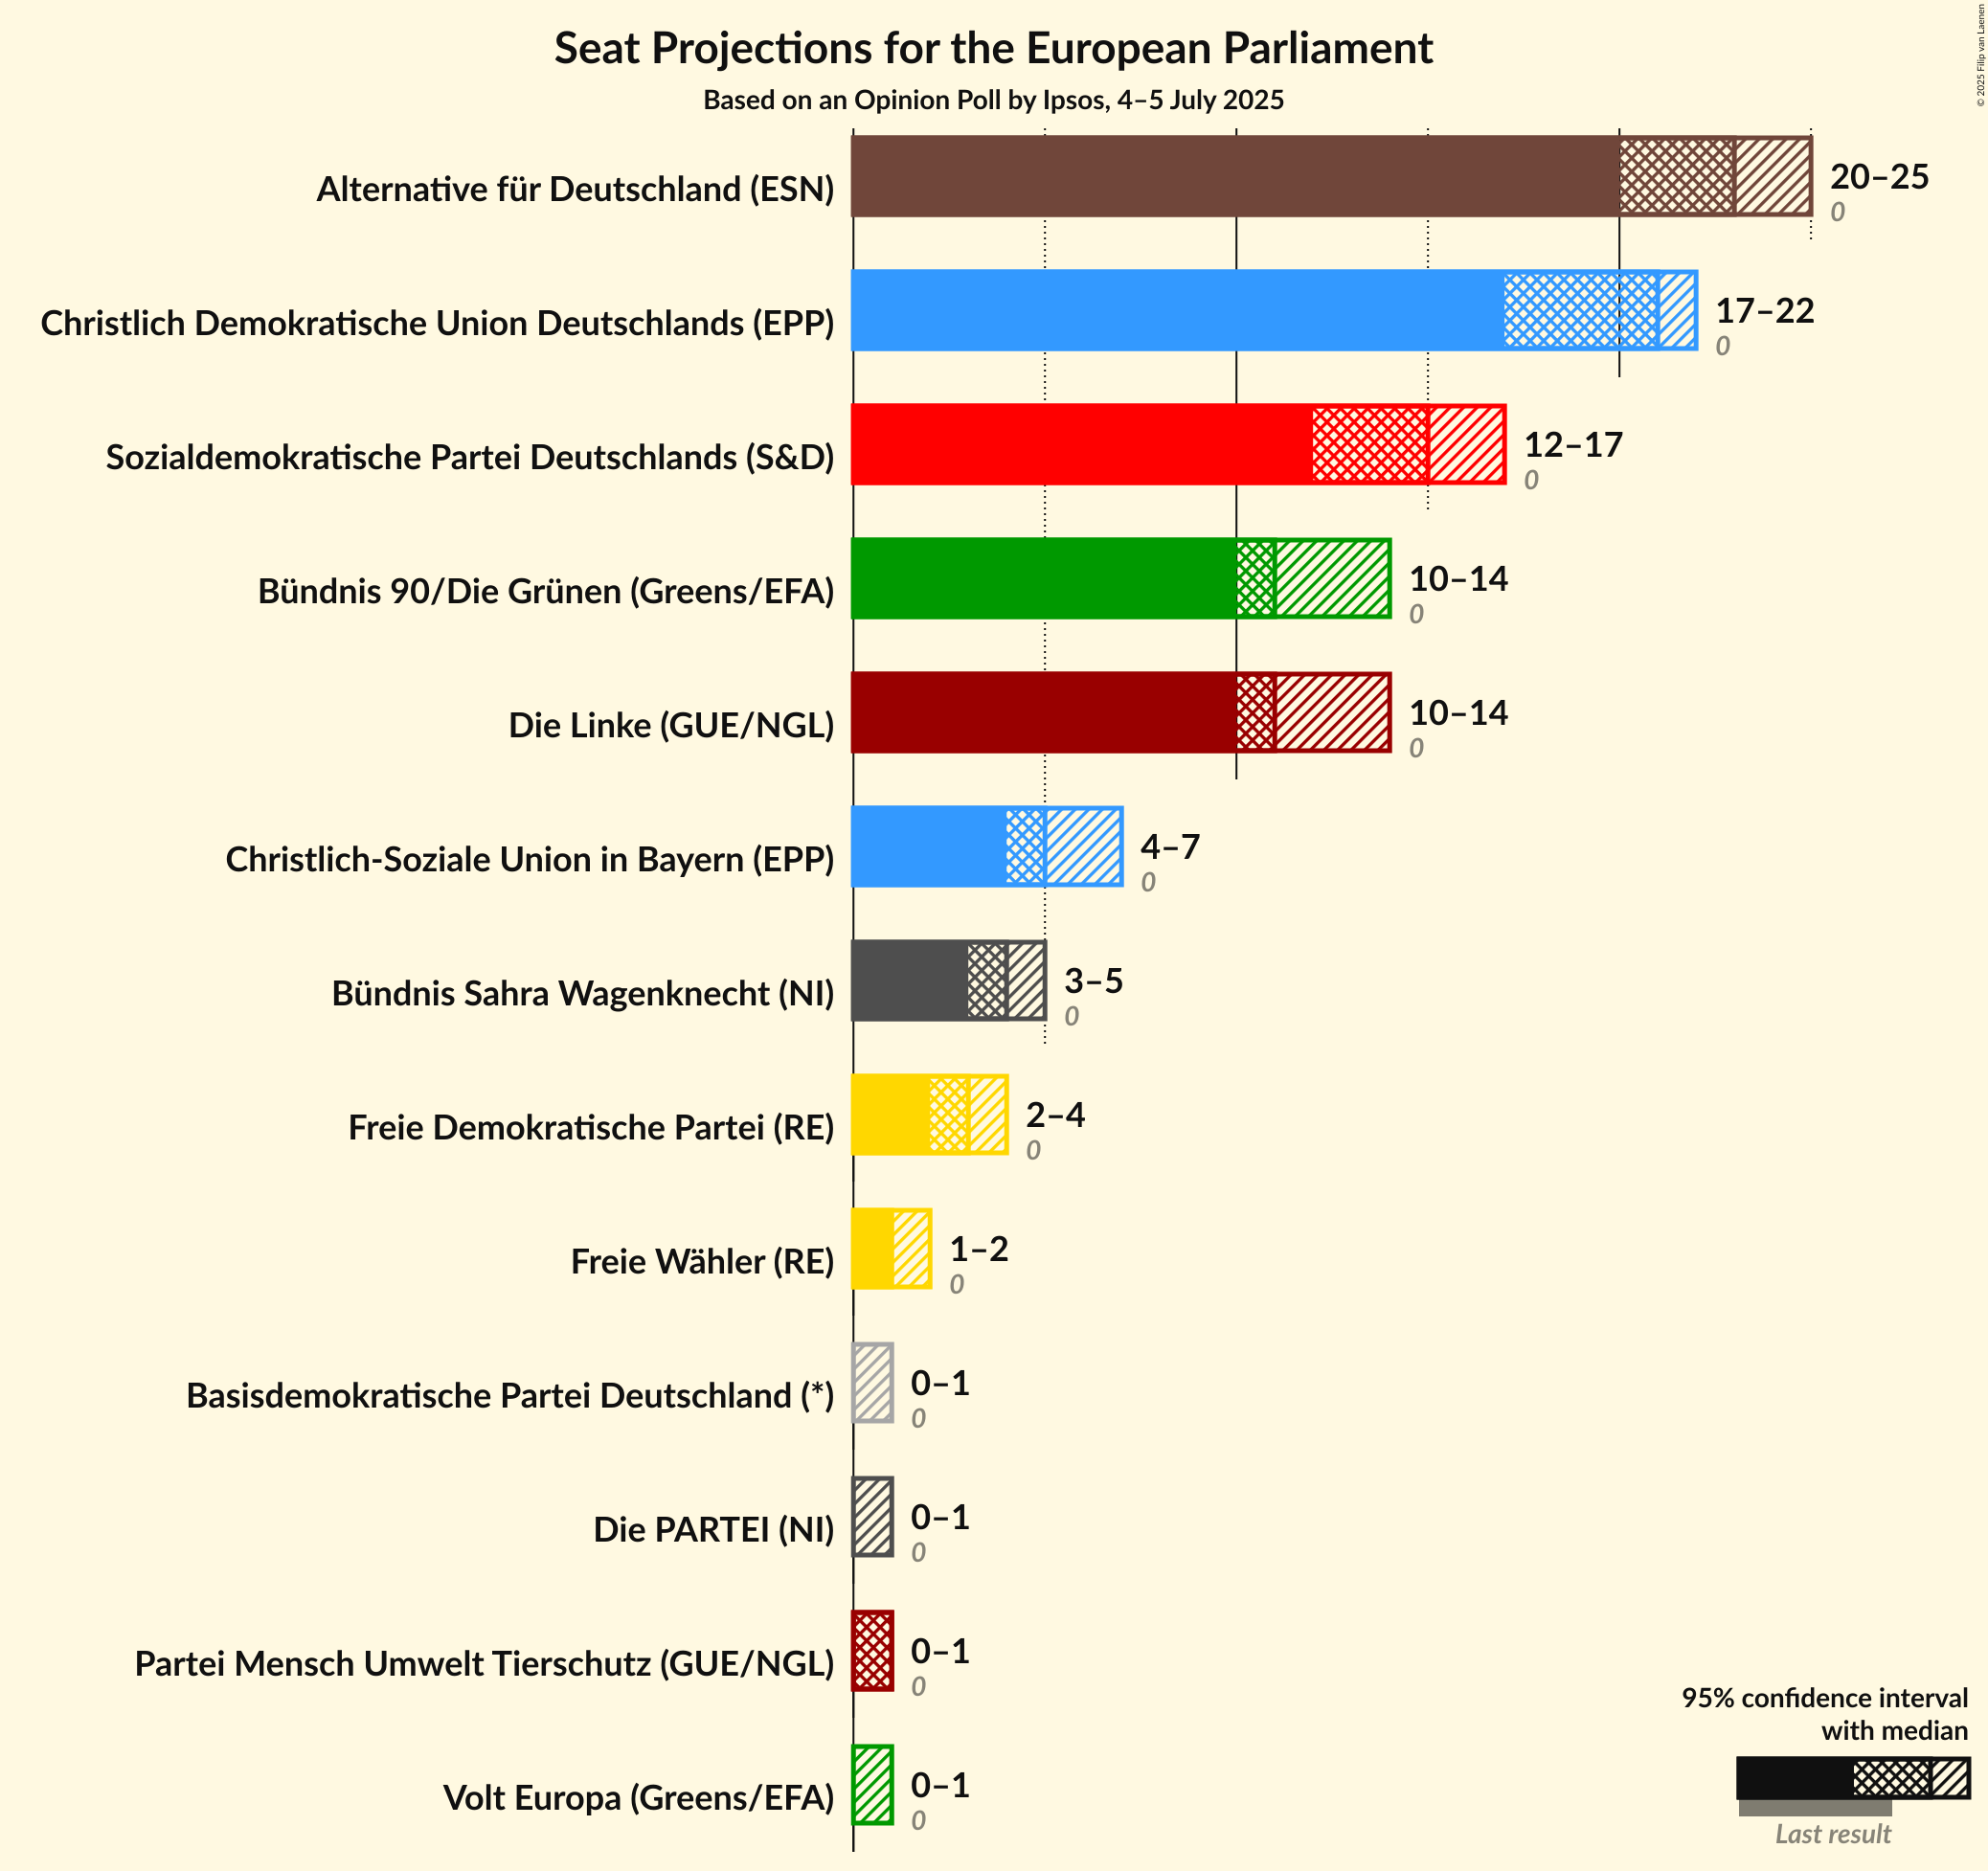 Seat Projections for the European Parliament
Based on an Opinion Poll by Ipsos, 4–5 July 2025
© 2025 Filip van Laenen
Alternative für Deutschland (ESN)
20–25
0
Christlich Demokratische Union Deutschlands (EPP)
17–22
0
Sozialdemokratische Partei Deutschlands (S&D)
12–17
0
Bündnis 90/Die Grünen (Greens/EFA)
10–14
0
Die Linke (GUE/NGL)
10–14
0
Christlich-Soziale Union in Bayern (EPP)
4–7
0
Bündnis Sahra Wagenknecht (NI)
3–5
0
Freie Demokratische Partei (RE)
2–4
0
Freie Wähler (RE)
1–2
0
Basisdemokratische Partei Deutschland (*)
0–1
0
Die PARTEI (NI)
0–1
0
Partei Mensch Umwelt Tierschutz (GUE/NGL)
0–1
0
Volt Europa (Greens/EFA)
0–1
0
95% confidence interval
with median
Last result